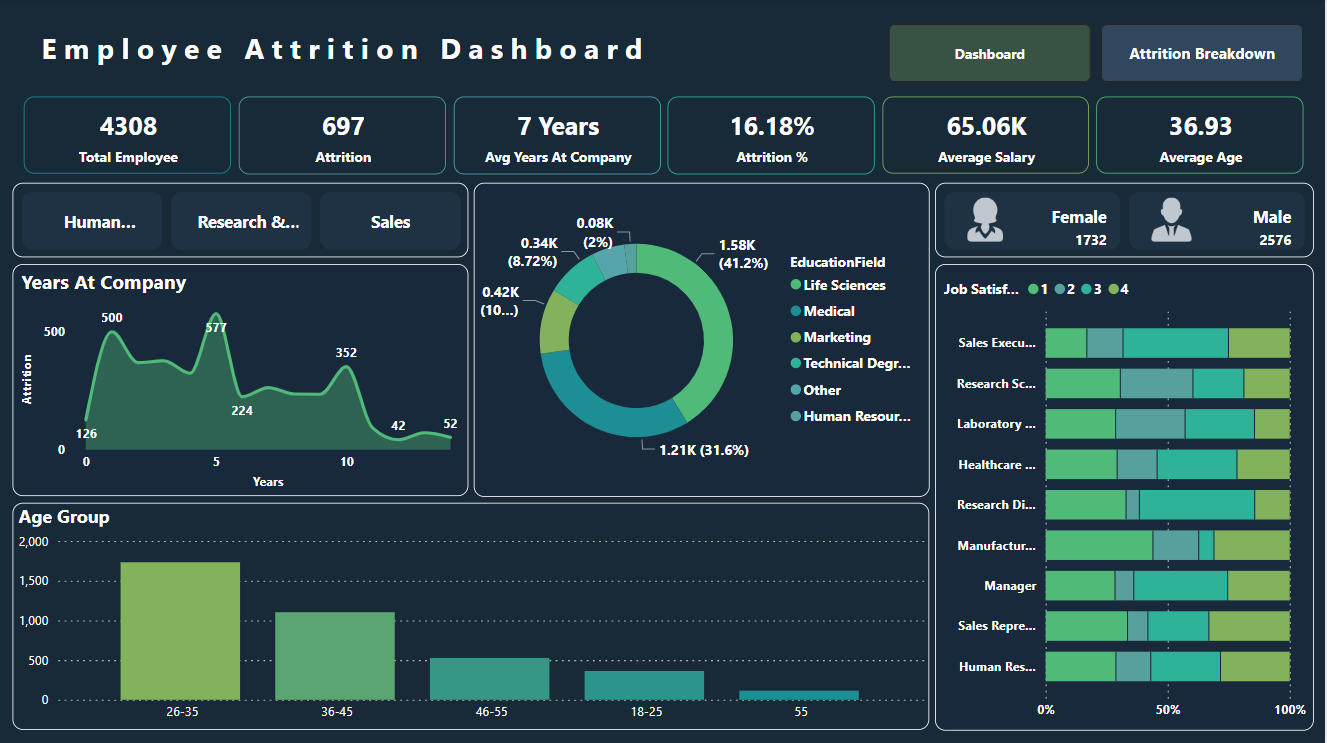 Employee Attrition Dashboard
Dashboard
Attrition Breakdown
4308
Total Employee
697
Attrition
7 Years
Avg Years At Company
16.18%
Attrition %
65.06K
Average Salary
36.93
Average Age
Human...
Research &...
Sales
Female
1732
Male
2576
Years At Company
Attrition
500
0
126
500
577
224
352
42
52
0
5
10
Years
0.08K
(2%)
0.34K
(8.72%)
0.42K
(10...)
1.58K
(41.2%)
1.21K (31.6%)
EducationField
Life Sciences
Medical
Marketing
Technical Degr...
Other
Human Resour...
Job Satisf...
1
2
3
4
Sales Execu...
Research Sc...
Laboratory ...
Healthcare ...
Research Di...
Manufactur...
Manager
Sales Repre...
Human Res...
0%
50%
100%
Age Group
2,000
1,500
1,000
500
0
26-35
36-45
46-55
18-25
55